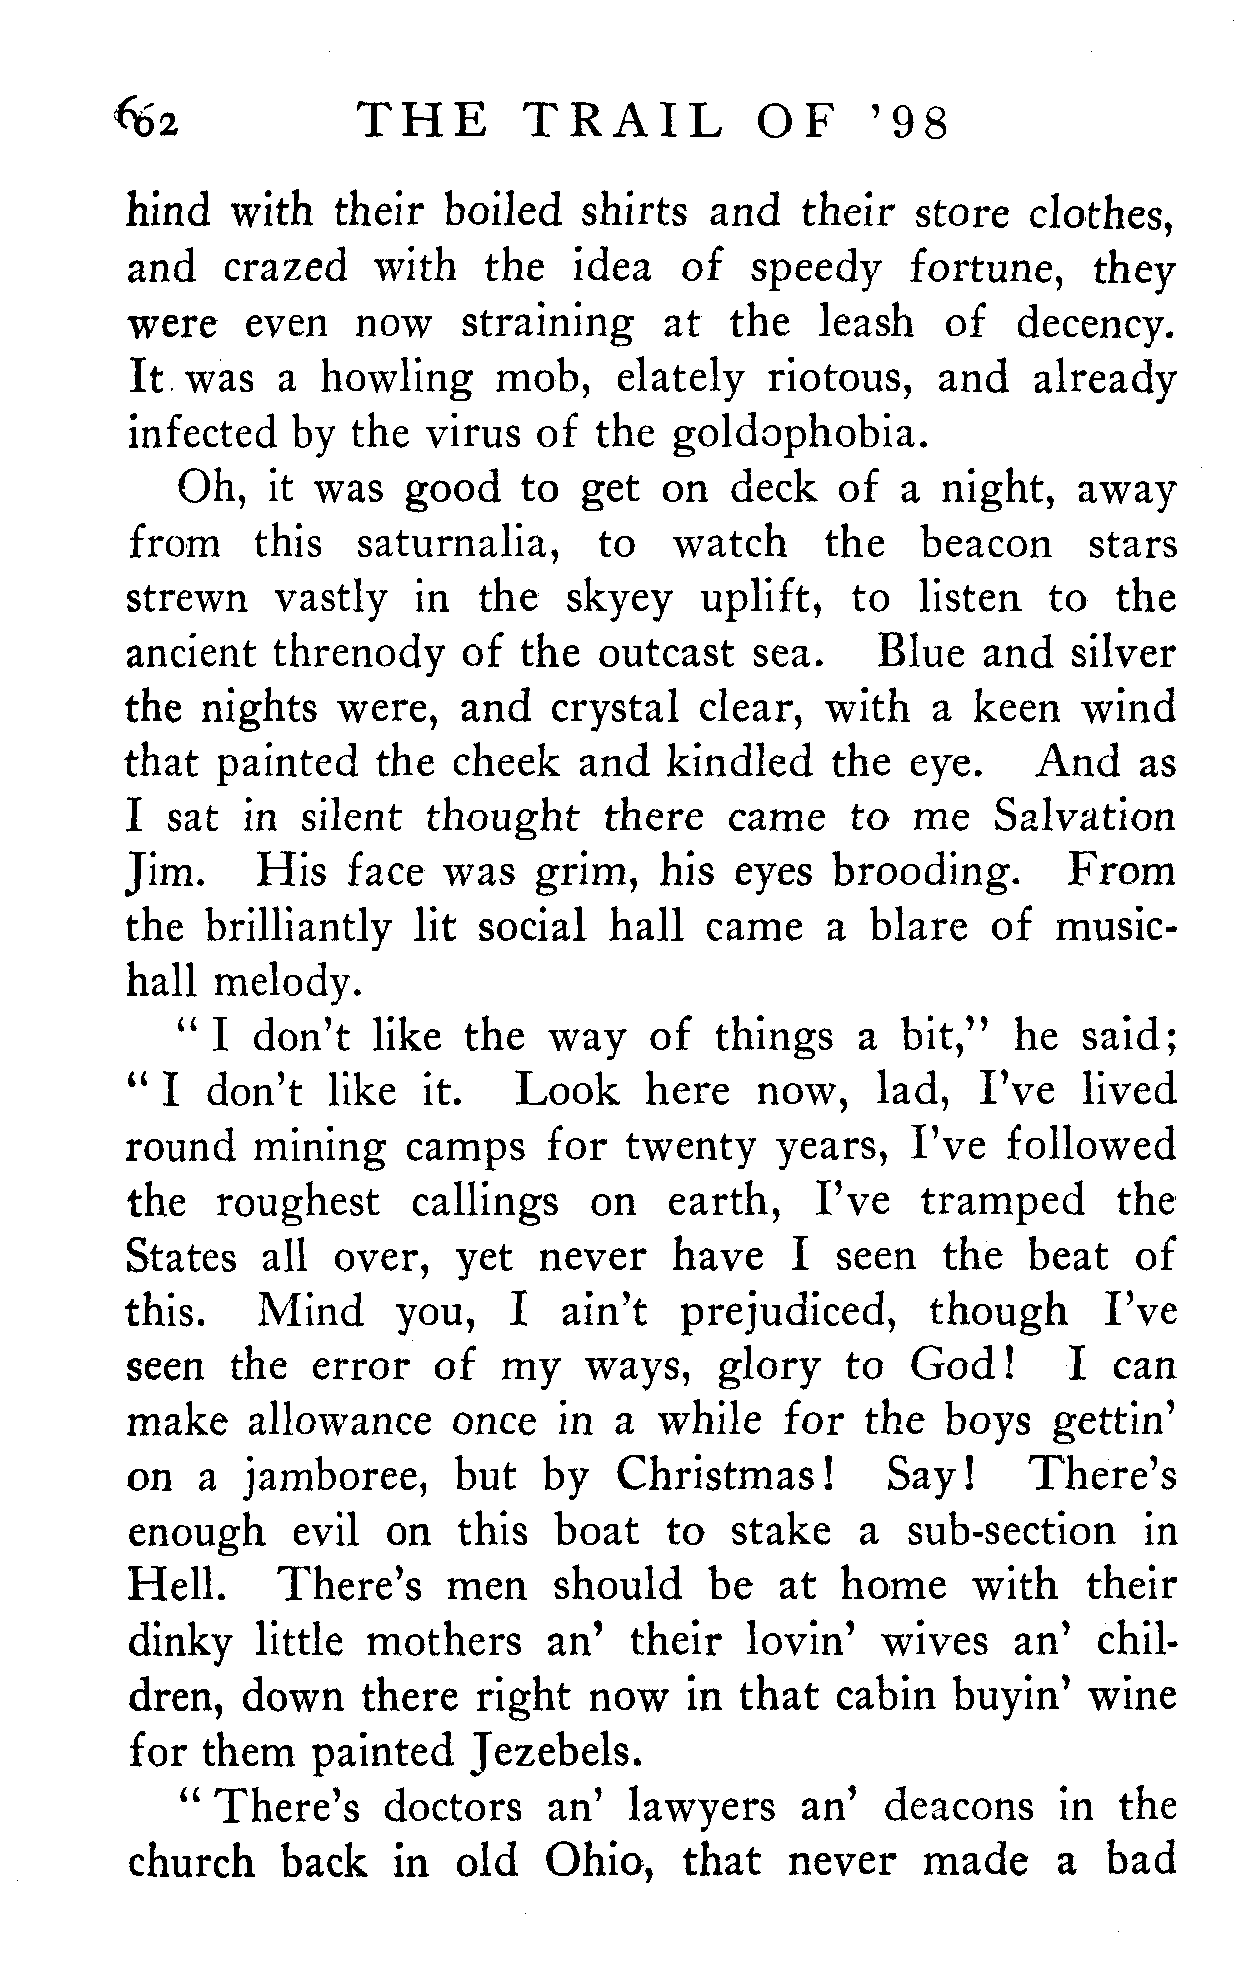 62 THE TRAIL OF '98
hind with their boiled shirts and their store clothes,
and crazed with the idea of speedy fortune, they
were even now straining at the leash of decency.
It was a howling mob, elately riotous, and already
infected by the virus of the goldophobia.
Oh, it was good to get on deck of a night, away
from this saturnalia, to watch the beacon stars
strewn vastly in the skyey uplift, to listen to the
ancient threnody of the outcast sea. Blue and silver
the nights were, and crystal clear, with a keen wind
that painted the cheek and kindled the eye. And as
I sat in silent thought there came to me Salvation
Jim. His face was grim, his eyes brooding. From
the brilliantly lit social hall came a blare of music-
hall melody.
“ I don’t like the way of things a bit,” he said;
“ I don’t like it. Look here now, lad, I’ve lived
round mining camps for twenty years, I’ve followed
the roughest callings on earth, I’ve tramped the
States all over, yet never have I seen the beat of
this. Mind you, I ain’t prejudiced, though I’ve
seen the error of my ways, glory to God! I can
make allowance once in a while for the boys gettin’
on a jamboree, but by Christmas! Say! There’s
enough evil on this boat to stake a sub-section in
Hell. There’s men should be at home with their
dinky little mothers an’ their lovin’ wives an’ chil-
dren, down there right now in that cabin buyin’ wine
for them painted Jezebels.
“ There’s doctors an’ lawyers an’ deacons in the
church back in old Ohio, that never made a bad